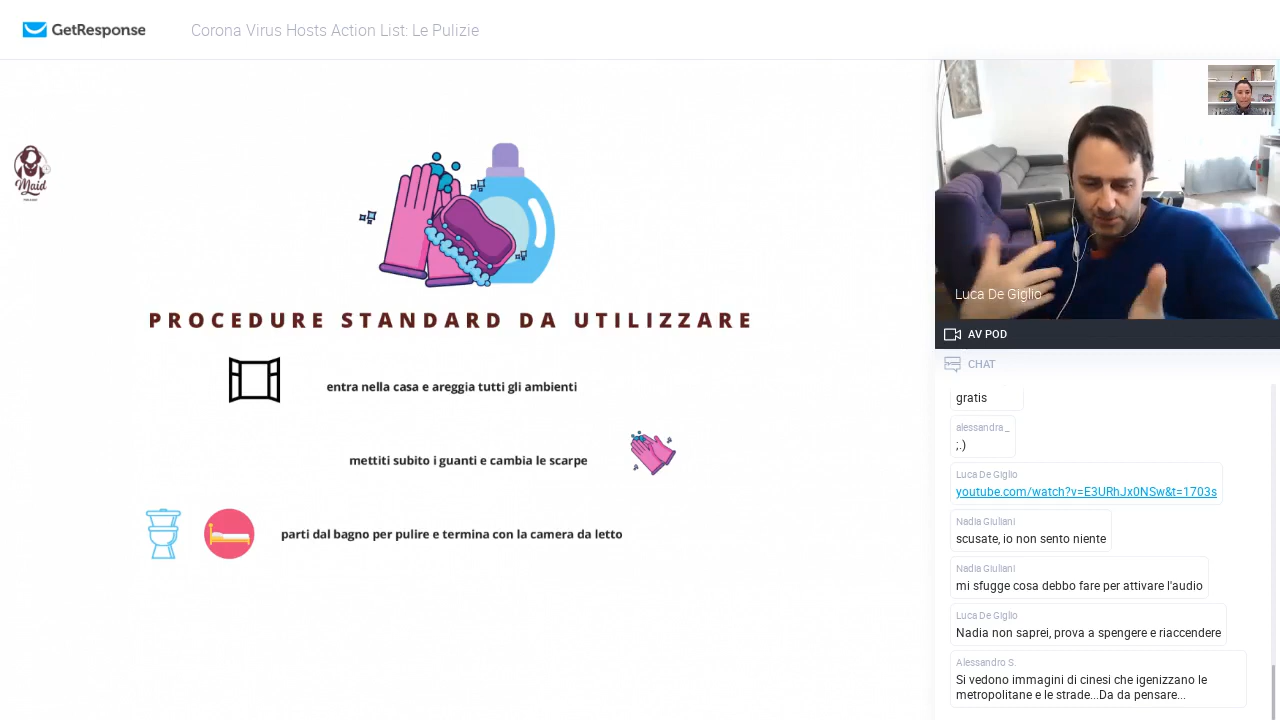 GetResponse
Corona Virus Hosts Action List: Le Pulizie
Maid
PROCEDURE STANDARD DA UTILIZZARE
entra nella casa e areggia tutti gli ambienti
mettiti subito i guanti e cambia le scarpe
parti dal bagno per pulire e termina con la camera da letto
Luca De Giglio
AV POD
CHAT
gratis
alessandra _
;.)
Luca De Giglio
youtube.com/watch?v=E3URhJx0NSw&t=1703s
Nadia Giuliani
scusate, io non sento niente
Nadia Giuliani
mi sfugge cosa debbo fare per attivare l'audio
Luca De Giglio
Nadia non saprei, prova a spengere e riaccendere
Alessandro S.
Si vedono immagini di cinesi che igenizzano le
metropolitane e le strade...Da da pensare...